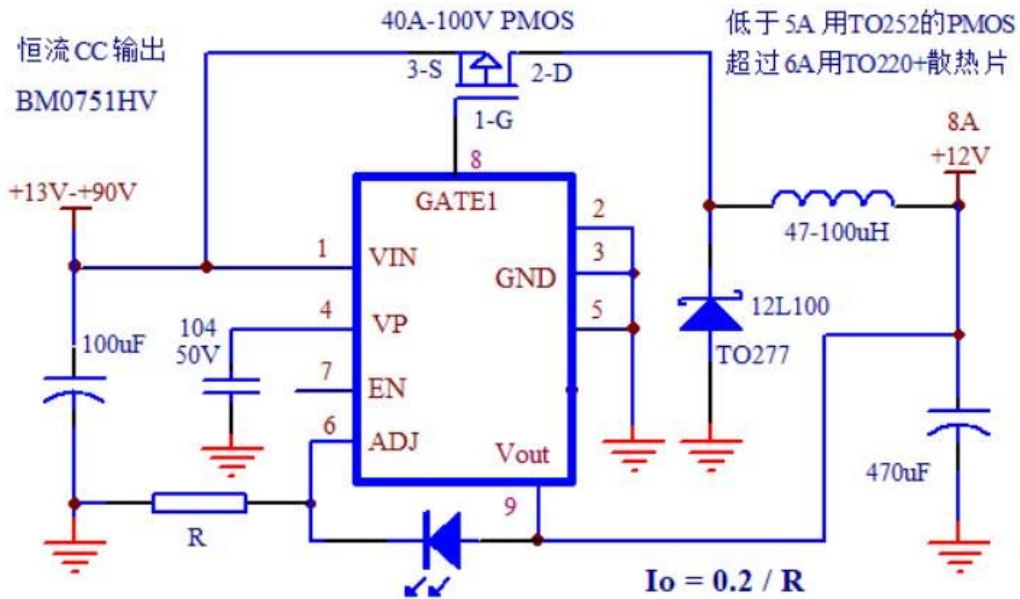 40A-100V PMOS
低于 5A 用TO252的PMOS
超过 6A用TO220+散热片
恒流 CC 输出
BM0751HV
3-S
2-D
1-G
8
8A
+12V
+13V-+90V
GATE1
2
47-100uH
1
VIN
3
GND
4
VP
5
12L100
104
50V
100uF
TO277
7
EN
6
ADJ
Vout
470uF
9
R
Io = 0.2 / R